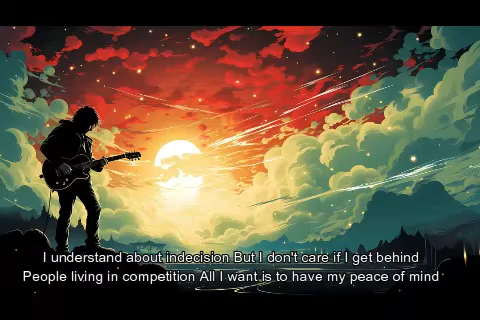 I understand about indecision But I don't care if I get behind
People living in competition All I want is to have my peace of mind